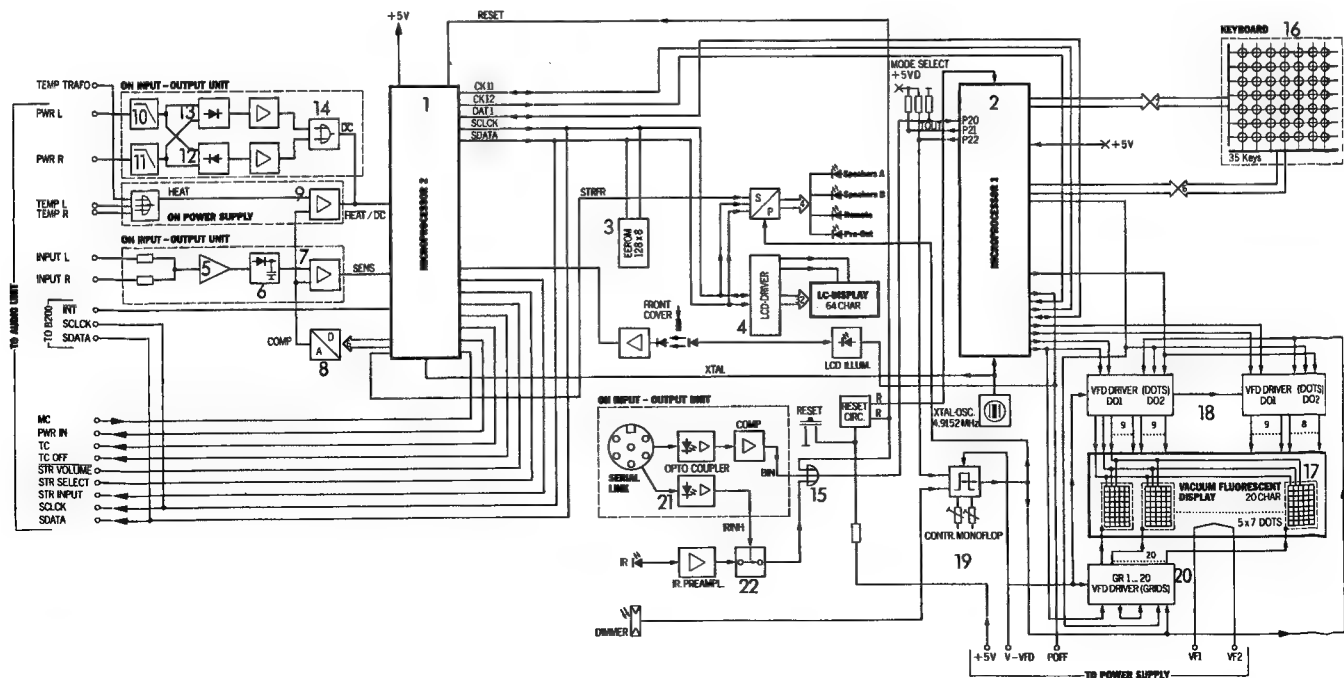 +5V
RESET
KEYBOARD 16
35 Keys
MODE SELECT
+5V D
TEMP TRAFO
ON INPUT - OUTPUT UNIT
PWR L
10
13
14
DC
PWR R
11
12
HEAT
9
TEMP L
TEMP R
ON POWER SUPPLY
HEAT / DC
ON INPUT - OUTPUT UNIT
INPUT L
INPUT R
5
6
7
SENS
TO AUDIO UNIT
TO B200
INT
SCLCK
SDATA
COMP
A
D
8
MC
PWR IN
TC
TC OFF
STR VOLUME
STR SELECT
STR INPUT
SCLCK
SDATA
1
MICROPROCESSOR 2
CK11
CK12
DAT1
SCLCK
SDATA
STRFR
3
EEROM
128 x 8
S
P
4
Speakers A
Speakers B
Remote
Pre-Out
LCD-DRIVER
4
LC-DISPLAY
64 CHAR
FRONT
COVER
LCD ILLUM.
XTAL
2
MICROPROCESSOR 1
P20
P21
P22
TOUT
+5V
XTAL-OSC.
4.9152 MHz
ON INPUT - OUTPUT UNIT
SERIAL
LINK
OPTO COUPLER
COMP
BIN
21
IRINH
IR
IR. PREAMPL.
22
15
RESET
RESET
CIRC.
R
R
DIMMER
CONTR. MONOFLOP
19
VFD DRIVER (DOTS)
DO1 DO2
18
VFD DRIVER (DOTS)
DO1 DO2
9
9
9
8
17
VACUUM FLUORESCENT
DISPLAY 20 CHAR
5 x 7 DOTS
20
GR 1 ... 20
VFD DRIVER (GRIDS)
20
+5V
V-VFD
POFF
VF1
VF2
TO POWER SUPPLY